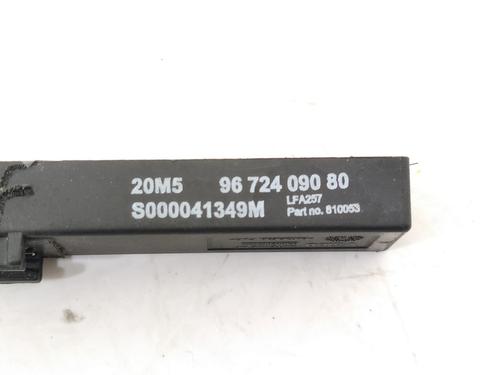 20M5 96 724 090 80
S000041349M LFA257
Part no. 810053